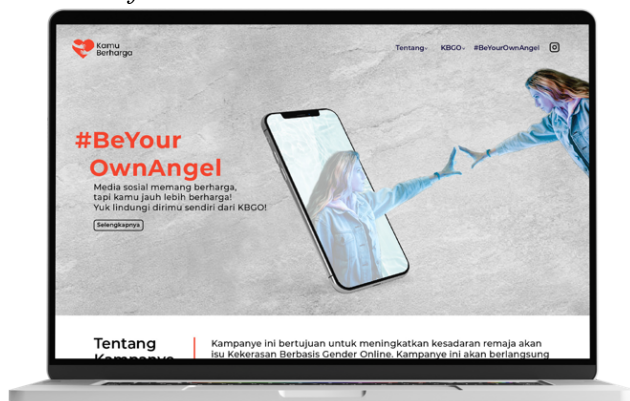 Kamu
Berharga
Tentang
KBGO
#BeYourOwnAngel
#BeYour
OwnAngel
Media sosial memang berharga,
tapi kamu jauh lebih berharga!
Yuk lindungi dirimu sendiri dari KBGO!
Selengkapnya
Tentang
Kampanye
Kampanye ini bertujuan untuk meningkatkan kesadaran remaja akan
isu Kekerasan Berbasis Gender Online. Kampanye ini akan berlangsung